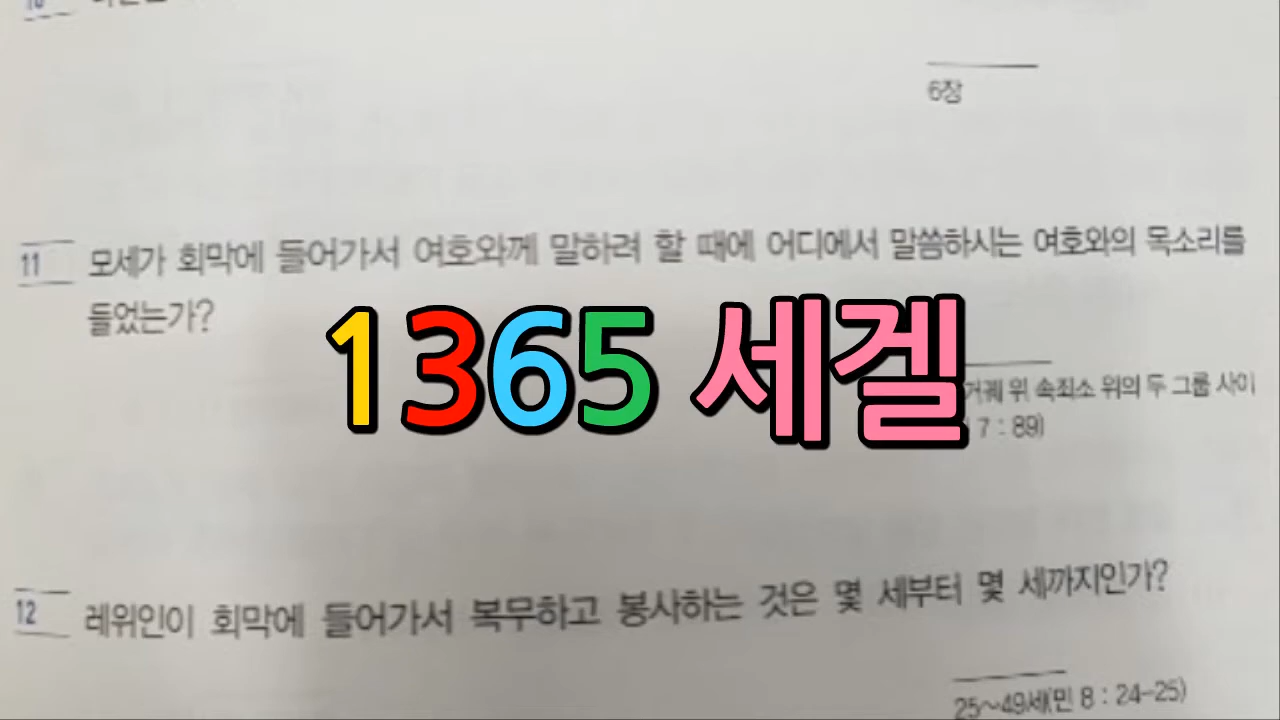 10
6장
11 모세가 회막에 들어가서 여호와께 말하려 할 때에 어디에서 말씀하시는 여호와의 목소리를
들었는가?
1365 세겔
거궤 위 속죄소 위의 두 그룹 사이
7 : 89)
12 레위인이 회막에 들어가서 복무하고 봉사하는 것은 몇 세부터 몇 세까지인가?
25~49세(민 8 : 24-25)